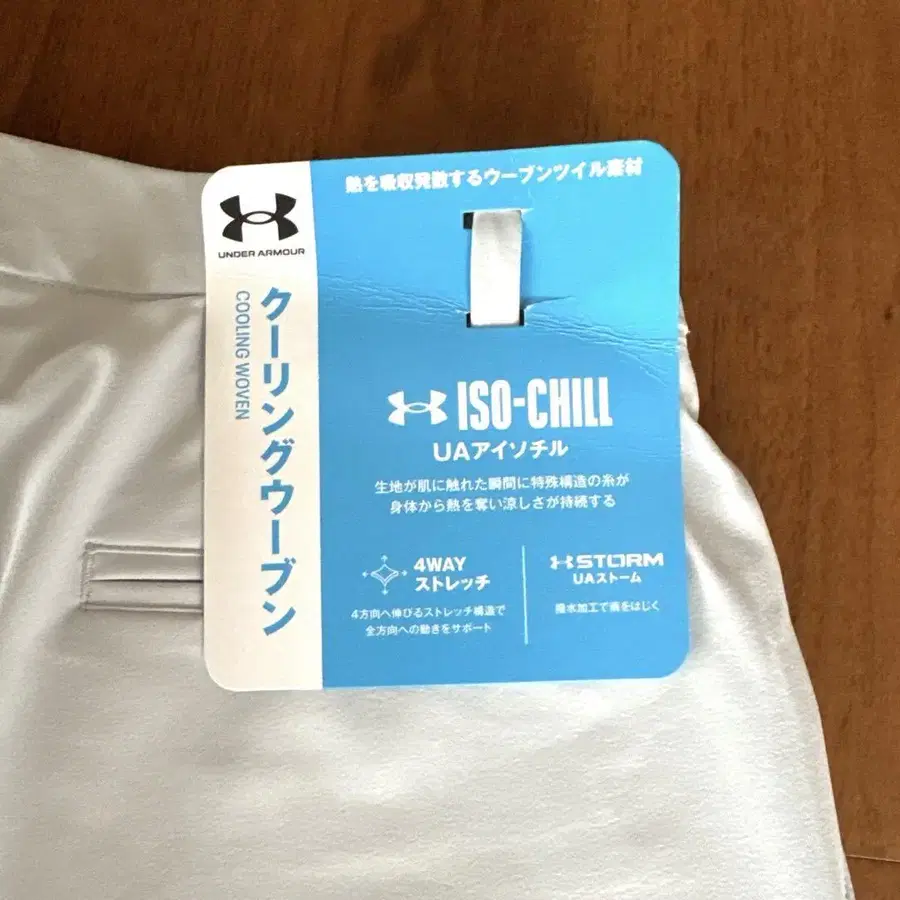 熱を吸収発散するウーブンツイル素材
UNDER ARMOUR
クーリングウーブン
COOLING WOVEN
ISO-CHILL
UAアイソチル
生地が肌に触れた瞬間に特殊構造の糸が
身体から熱を奪い涼しさが持続する
4WAY
ストレッチ
4方向へ伸びるストレッチ構造で
全方向への動きをサポート
STORM
UAストーム
撥水加工で雨をはじく